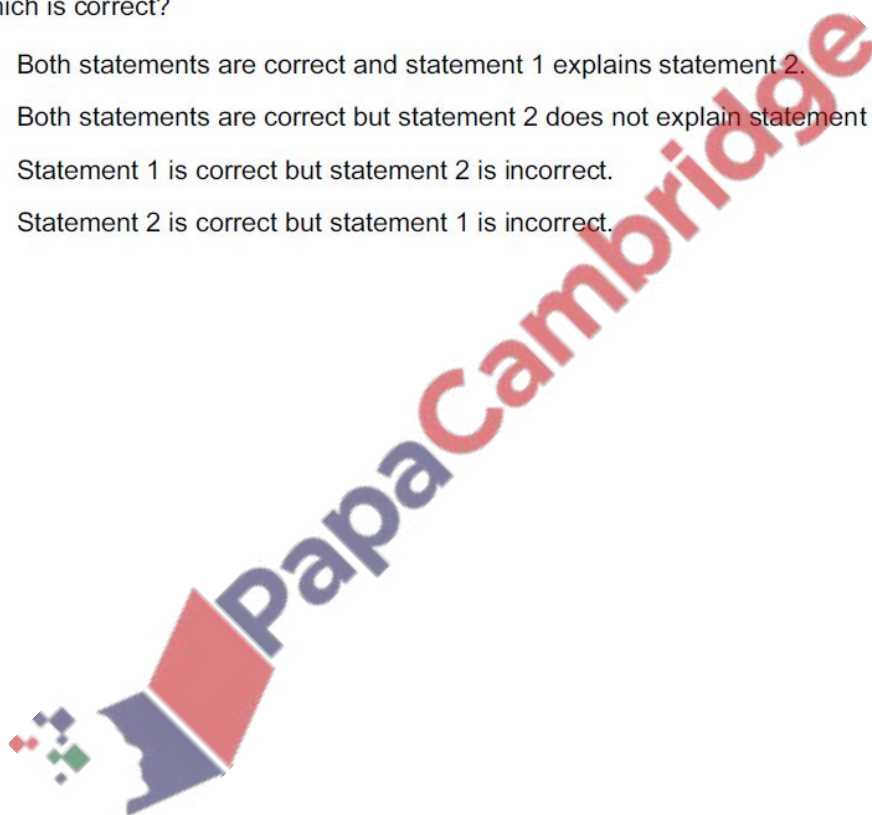 which is correct?
Both statements are correct and statement 1 explains statement 2.
Both statements are correct but statement 2 does not explain statement
Statement 1 is correct but statement 2 is incorrect.
Statement 2 is correct but statement 1 is incorrect.
PapaCambridge